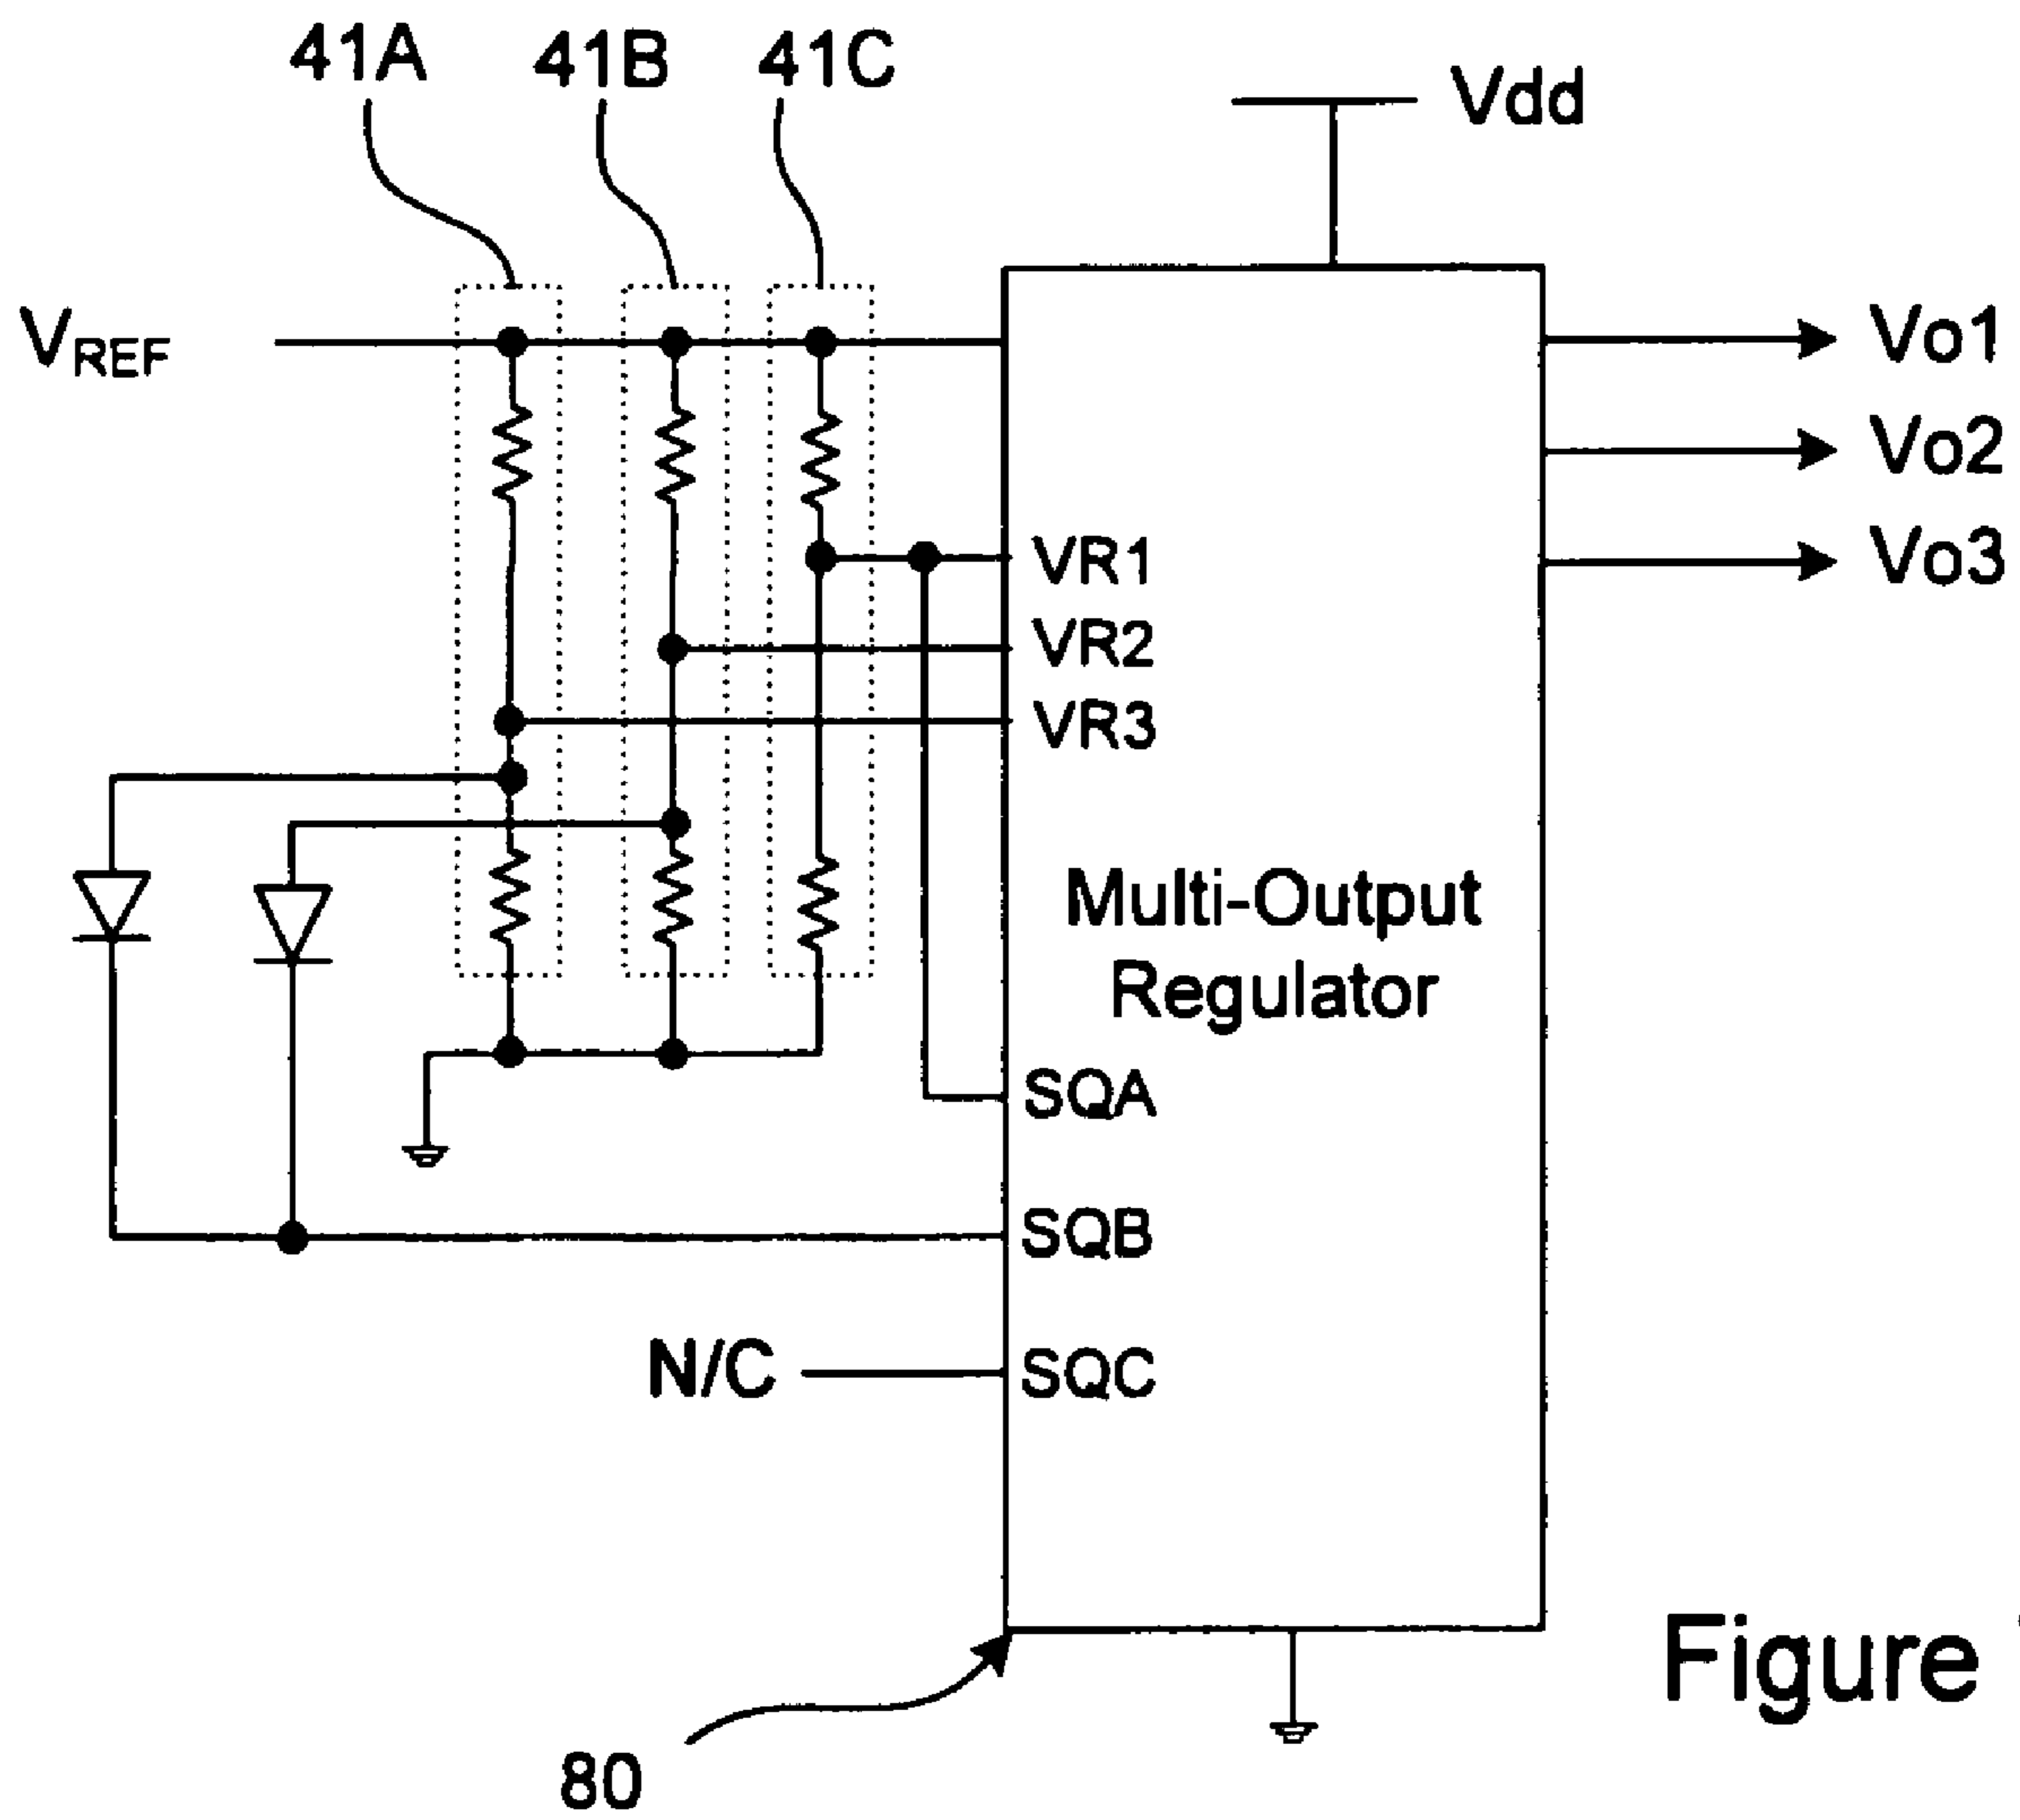 41A 41B 41C
Vdd
VREF
Vo1
Vo2
Vo3
VR1
VR2
VR3
Multi-Output
Regulator
SQA
SQB
N/C SQC
Figure
80